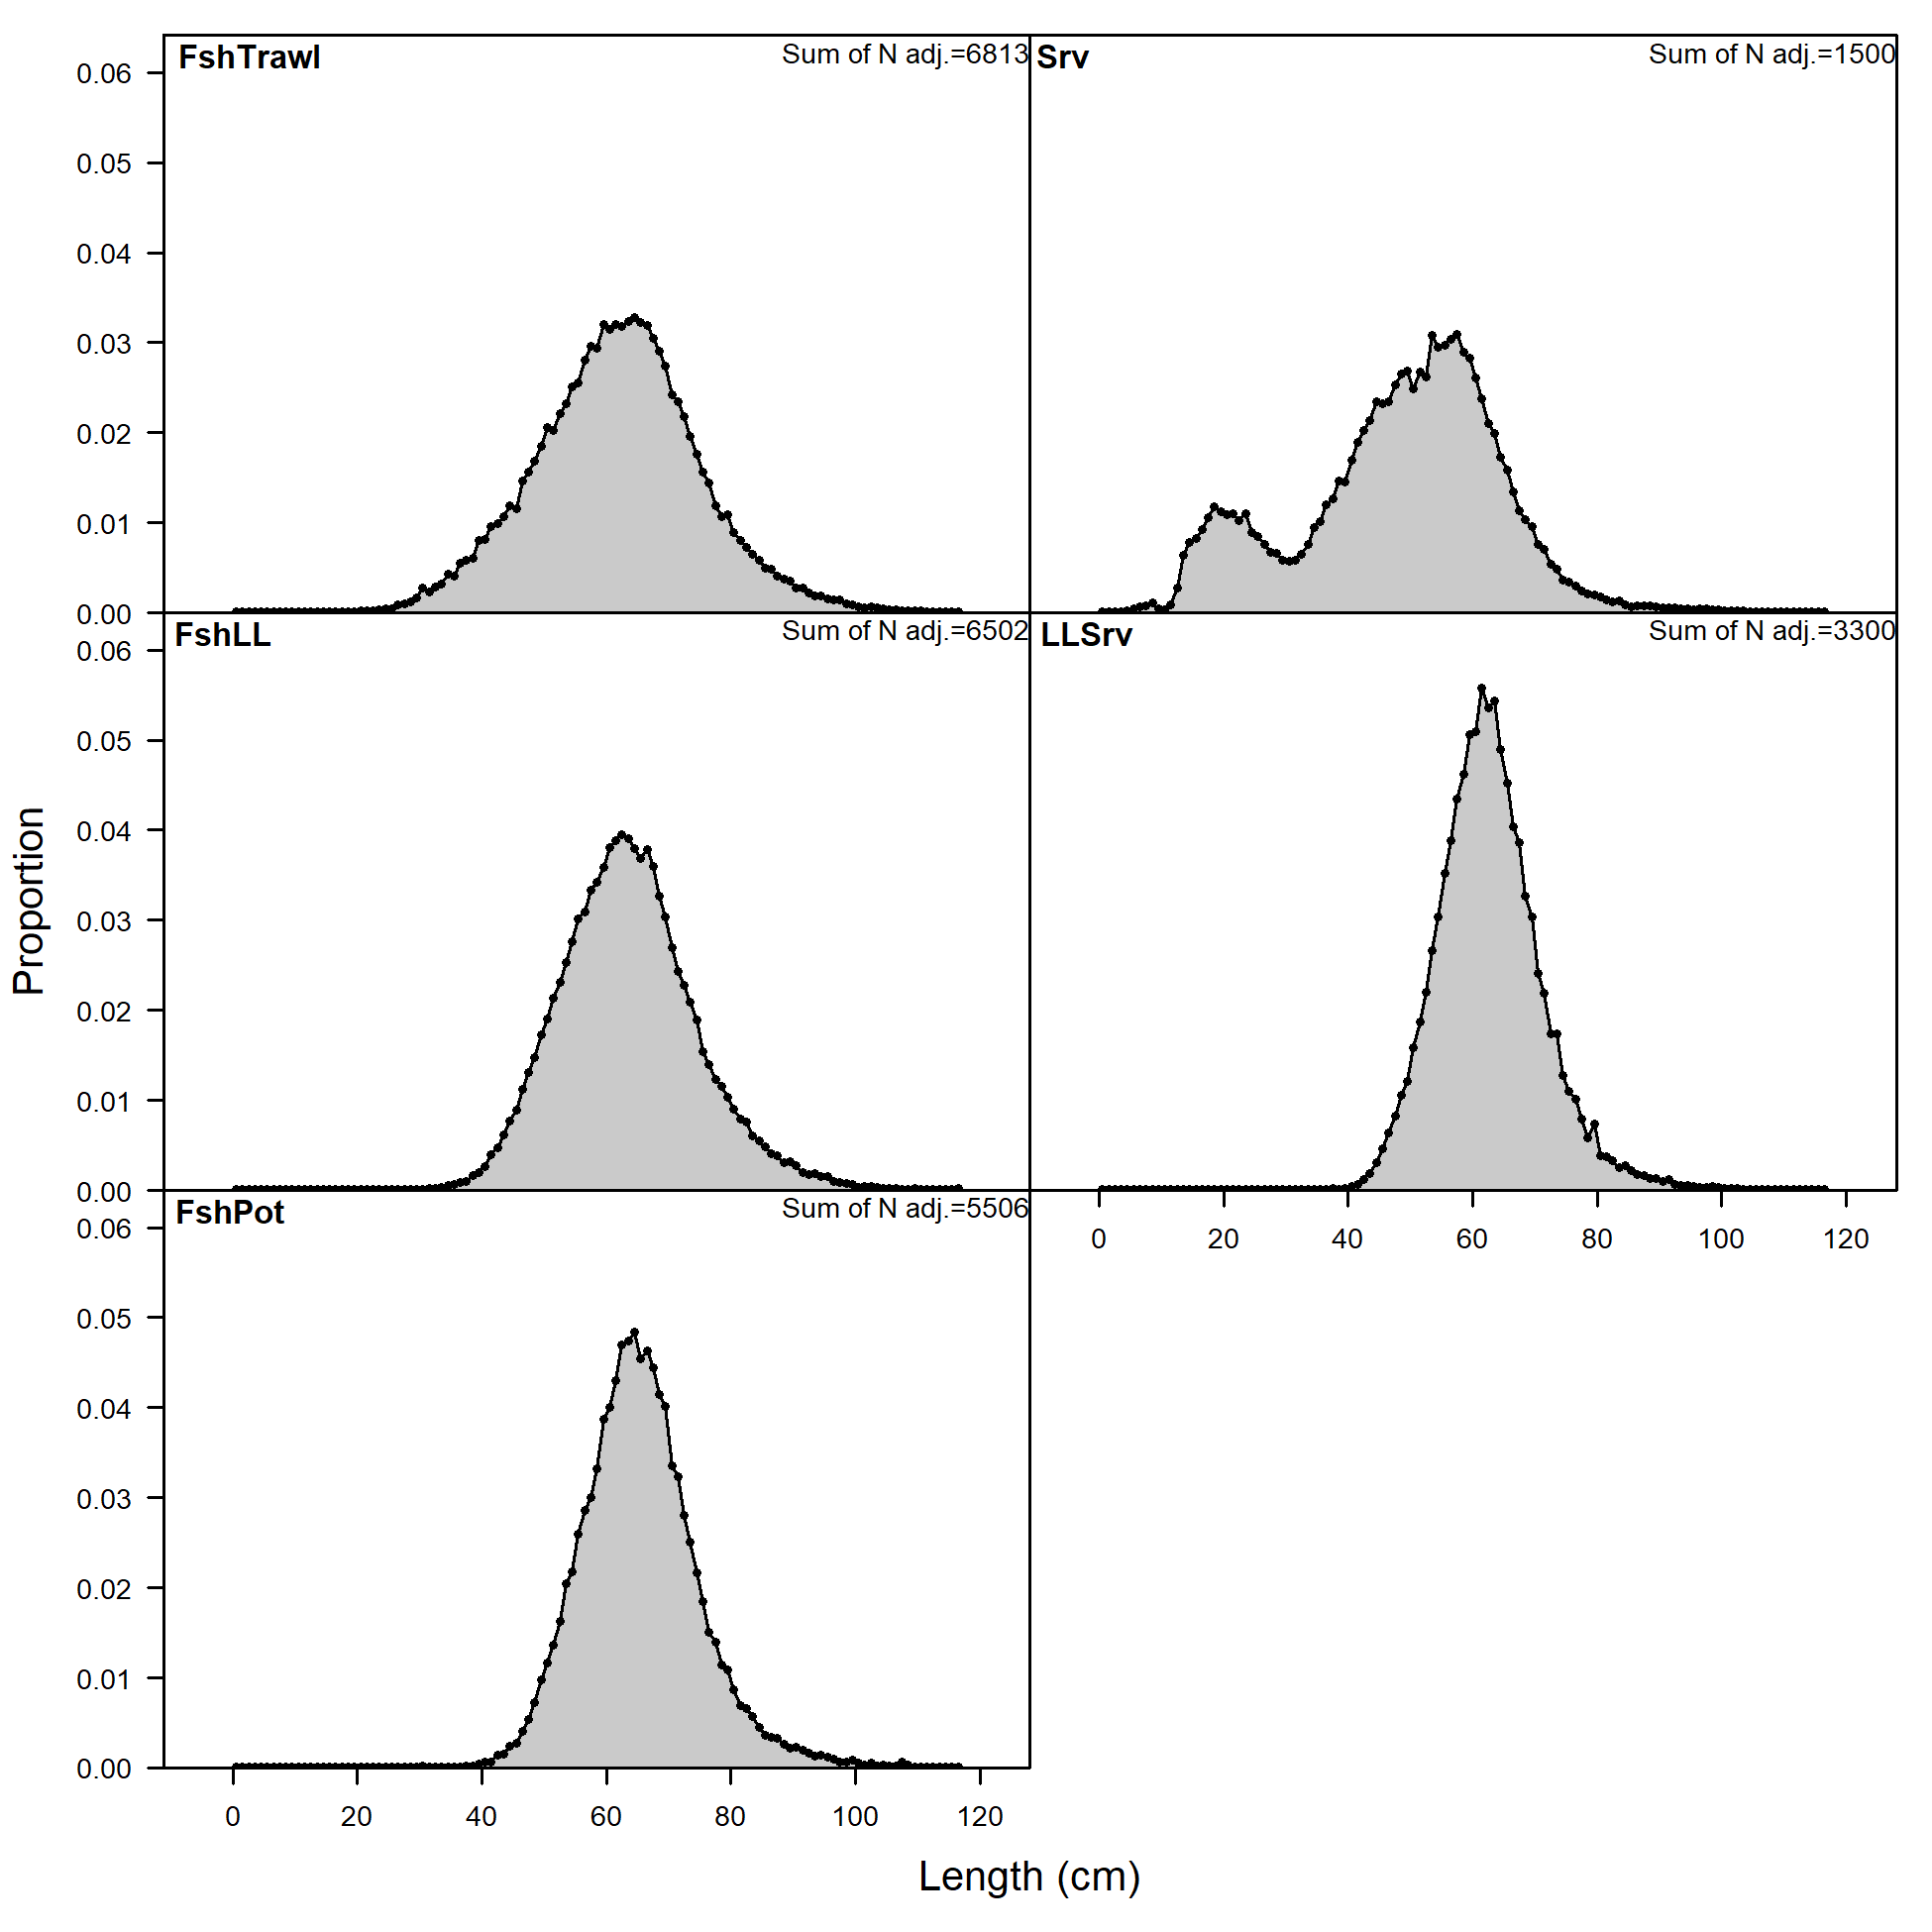 FshTrawl
Sum of N adj.=6813
0.06
0.05
0.04
0.03
0.02
0.01
0.00
Srv
Sum of N adj.=1500
FshLL
Sum of N adj.=6502
0.06
0.05
0.04
0.03
0.02
0.01
0.00
LLSrv
Sum of N adj.=3300
0 20 40 60 80 100 120
FshPot
Sum of N adj.=5506
0.06
0.05
0.04
0.03
0.02
0.01
0.00
0 20 40 60 80 100 120
Proportion
Length (cm)